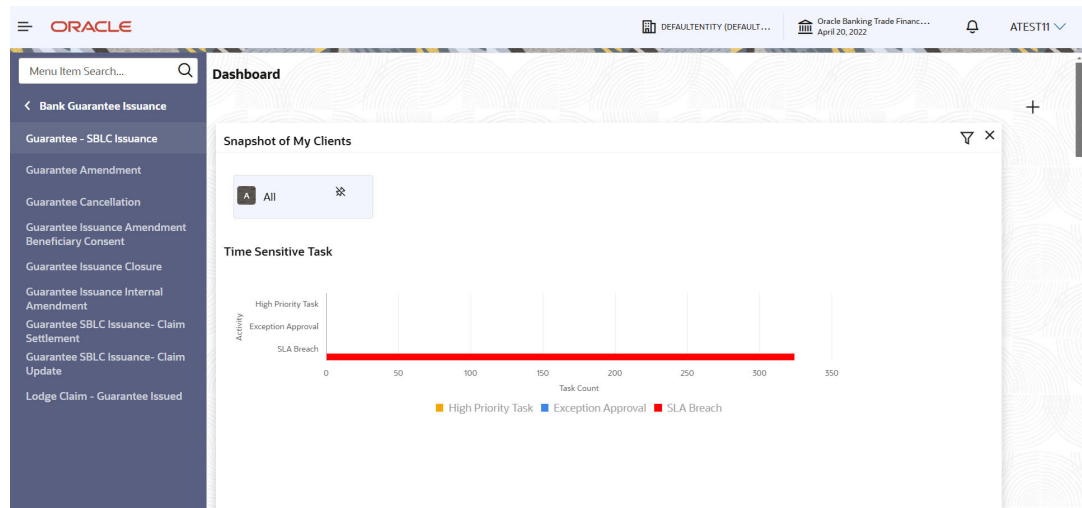 ORACLE
DEFAULTENTITY (DEFAULT...
Oracle Banking Trade Financ...
April 20, 2022
ATEST11
Menu Item Search...
Bank Guarantee Issuance
Guarantee - SBLC Issuance
Guarantee Amendment
Guarantee Cancellation
Guarantee Issuance Amendment
Beneficiary Consent
Guarantee Issuance Closure
Guarantee Issuance Internal
Amendment
Guarantee SBLC Issuance- Claim
Settlement
Guarantee SBLC Issuance- Claim
Update
Lodge Claim - Guarantee Issued
Dashboard
Snapshot of My Clients
A All
Time Sensitive Task
Activity
High Priority Task
Exception Approval
SLA Breach
0 50 100 150 200 250 300 350
Task Count
High Priority Task Exception Approval SLA Breach